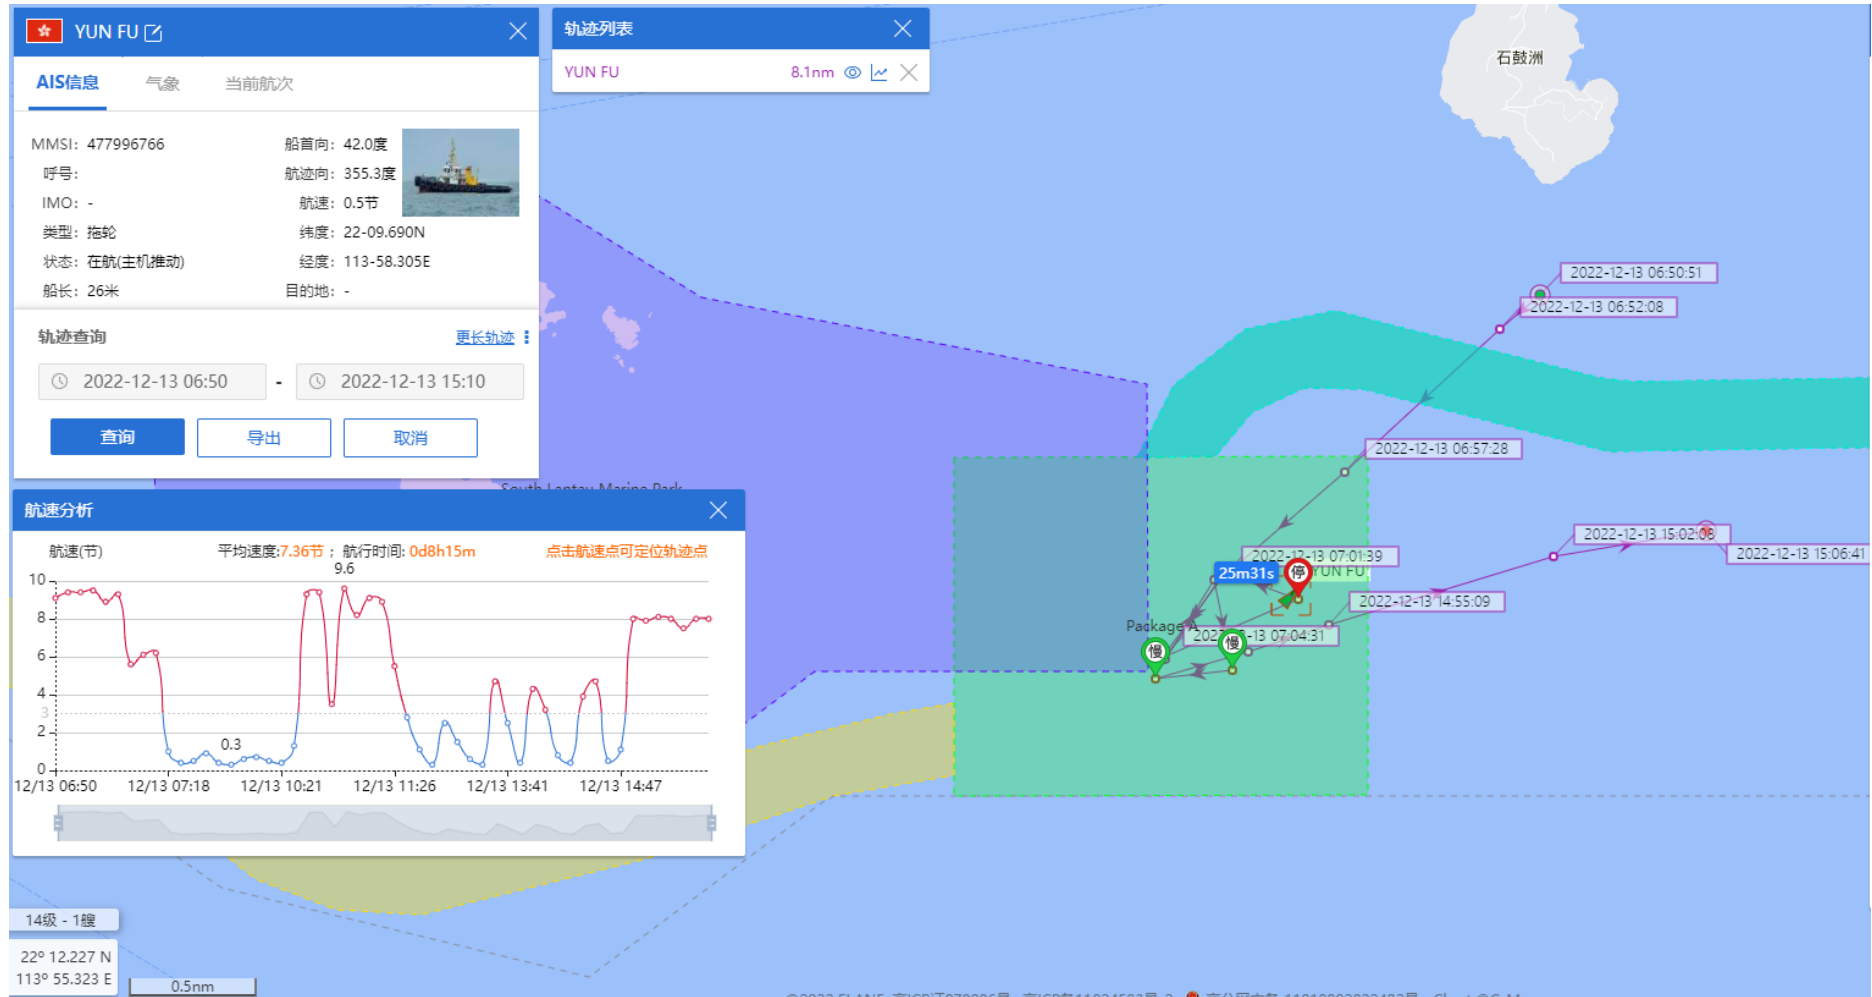 YUN FU
AIS信息
气象
当前航次
MMSI: 477996766
船首向: 42.0度
呼号:
航迹向: 355.3度
IMO: -
航速: 0.5节
类型: 拖轮
纬度: 22-09.690N
状态: 在航(主机推动)
经度: 113-58.305E
船长: 26米
目的地: -
轨迹查询
更长轨迹
2022-12-13 06:50
-
2022-12-13 15:10
查询
导出
取消
轨迹列表
YUN FU
8.1nm
石鼓洲
2022-12-13 06:50:51
2022-12-13 06:52:08
2022-12-13 06:57:28
2022-12-13 15:02:08
2022-12-13 15:06:41
2022-12-13 07:01:39
25m31s
停
YUN FU
2022-12-13 14:55:09
Package A
慢
慢
South Lantau Marine Park
航速分析
航速(节)
平均速度:7.36节 ; 航行时间: 0d8h15m
点击航速点可定位轨迹点
9.6
10
8
6
4
3
2
0.3
0
12/13 06:50
12/13 07:18
12/13 10:21
12/13 11:26
12/13 13:41
12/13 14:47
14级 - 1艘
22º 12.227 N
113º 55.323 E
0.5nm